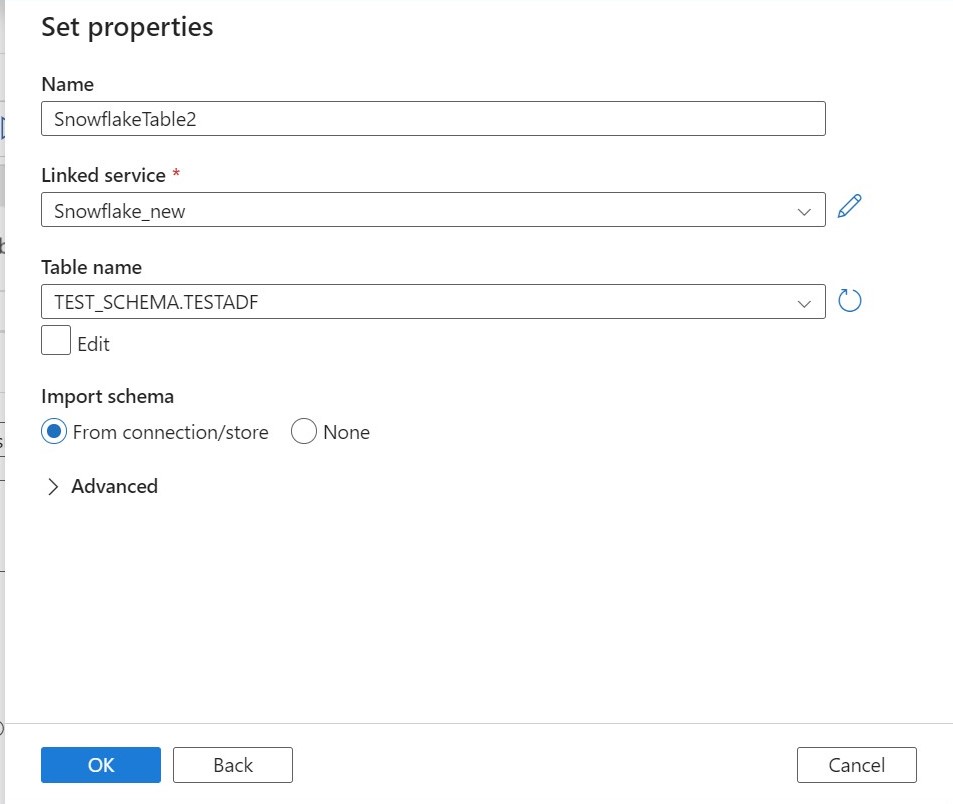 Set properties
Name
SnowflakeTable2
Linked service *
Snowflake_new
Table name
TEST_SCHEMA.TESTADF
Edit
Import schema
From connection/store None
Advanced
OK Back Cancel